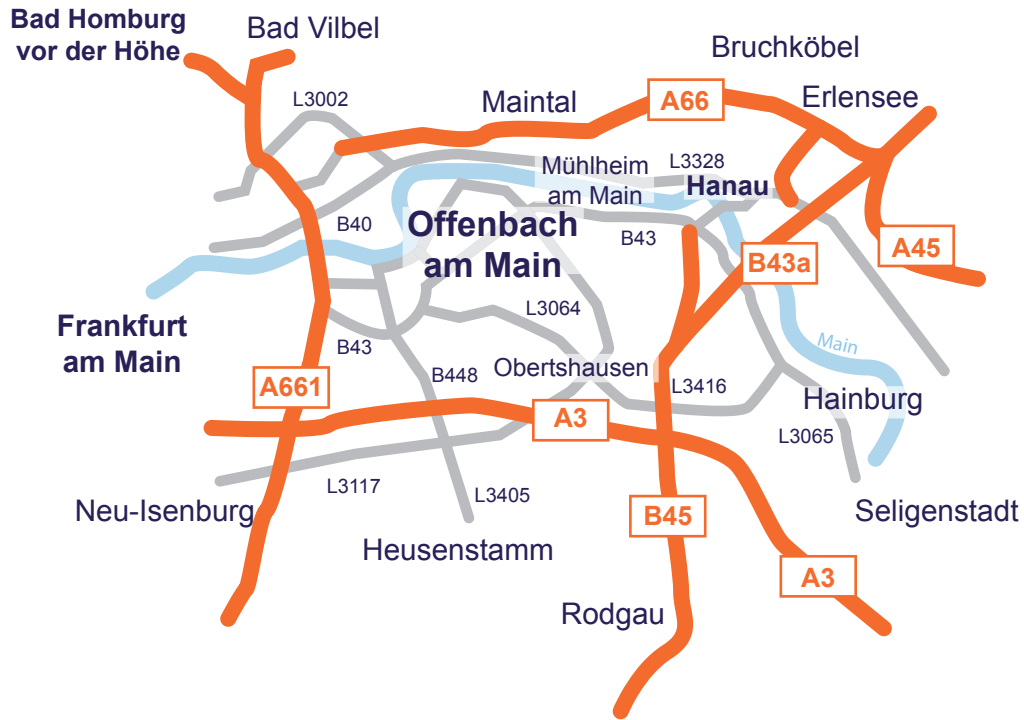 Bad Homburg
vor der Höhe
Bad Vilbel
Bruchköbel
L3002
Maintal
A66
Erlensee
Mühlheim
am Main
L3328
Hanau
B40
Offenbach
am Main
B43
B43a
A45
L3064
Frankfurt
am Main
B43
Main
A661
B448
Obertshausen
L3416
Hainburg
A3
L3065
L3117
L3405
Neu-Isenburg
B45
Seligenstadt
Heusenstamm
A3
Rodgau